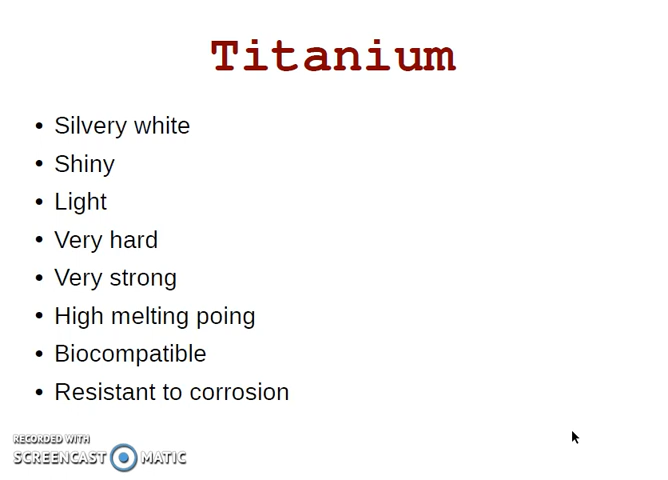 Titanium
• Silvery white
• Shiny
• Light
• Very hard
• Very strong
• High melting poing
• Biocompatible
• Resistant to corrosion
RECORDED WITH
SCREENCAST MATIC